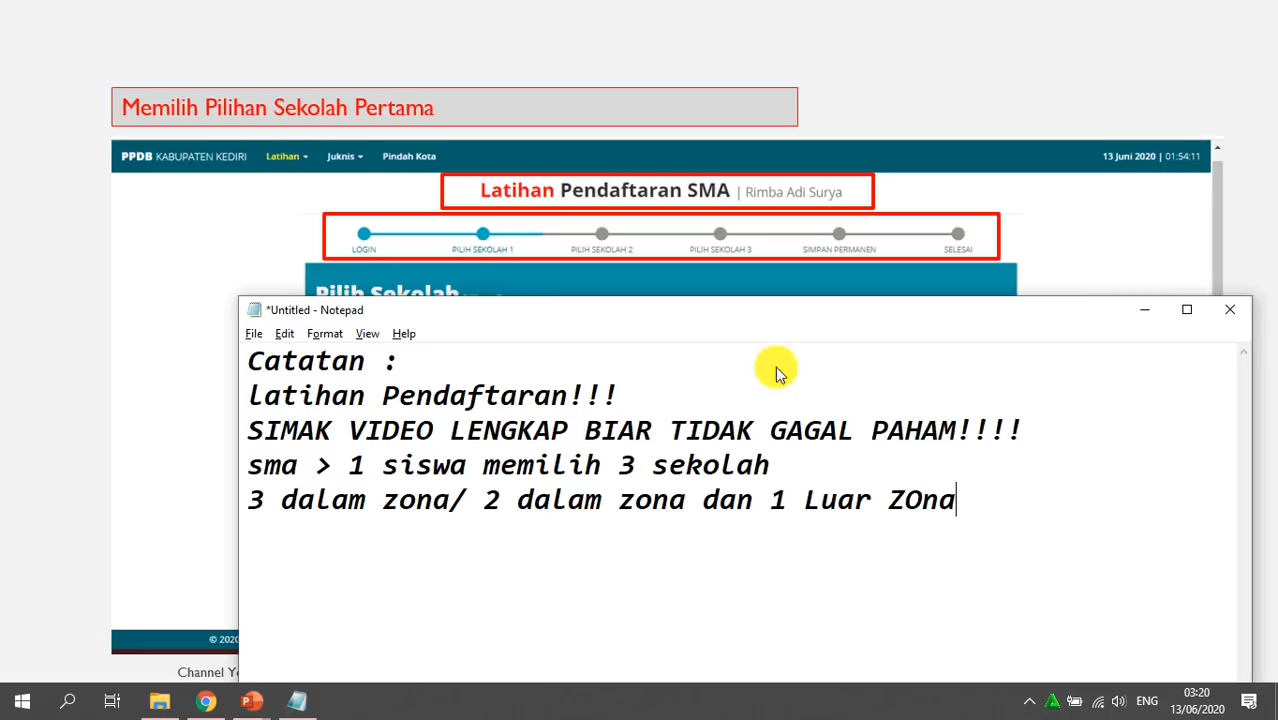 Memilih Pilihan Sekolah Pertama
PPDB KABUPATEN KEDIRI Latihan Juknis Pindah Kota 13 Juni 2020 | 01:54:11
Latihan Pendaftaran SMA | Rimba Adi Surya
LOGIN PILIH SEKOLAH 1 PILIH SEKOLAH 2 PILIH SEKOLAH 3 SIMPAN PERMANEN SELESAI
Pilih Sekolah
*Untitled - Notepad
File Edit Format View Help
Catatan :
latihan Pendaftaran!!!
SIMAK VIDEO LENGKAP BIAR TIDAK GAGAL PAHAM!!!!
sma > 1 siswa memilih 3 sekolah
3 dalam zona/ 2 dalam zona dan 1 Luar ZOna
© 2020
Channel
ENG
03:20
13/06/2020